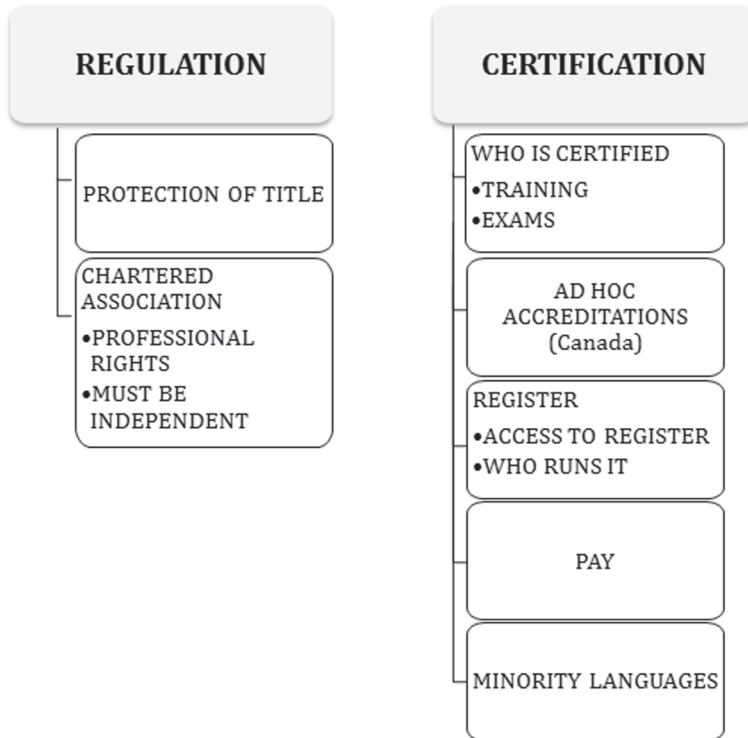 REGULATION
PROTECTION OF TITLE
CHARTERED
ASSOCIATION
•PROFESSIONAL
RIGHTS
•MUST BE
INDEPENDENT
CERTIFICATION
WHO IS CERTIFIED
•TRAINING
•EXAMS
AD HOC
ACCREDITATIONS
(Canada)
REGISTER
•ACCESS TO REGISTER
•WHO RUNS IT
PAY
MINORITY LANGUAGES